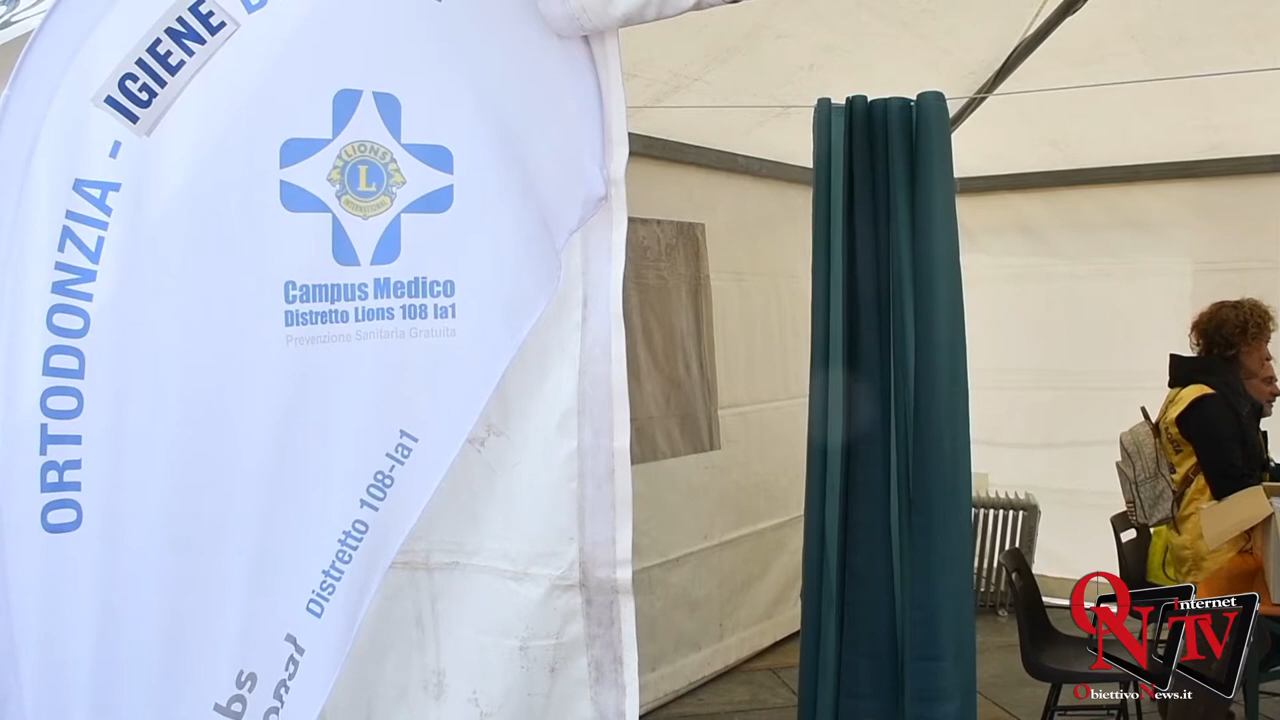 ORTODONZIA - IGIENE
LIONS
L
INTERNATIONAL
Campus Medico
Distretto Lions 108 Ia1
Prevenzione Sanitaria Gratuita
Distretto 108-Ia1
ON
Internet
TV
ObiettivoNews.it